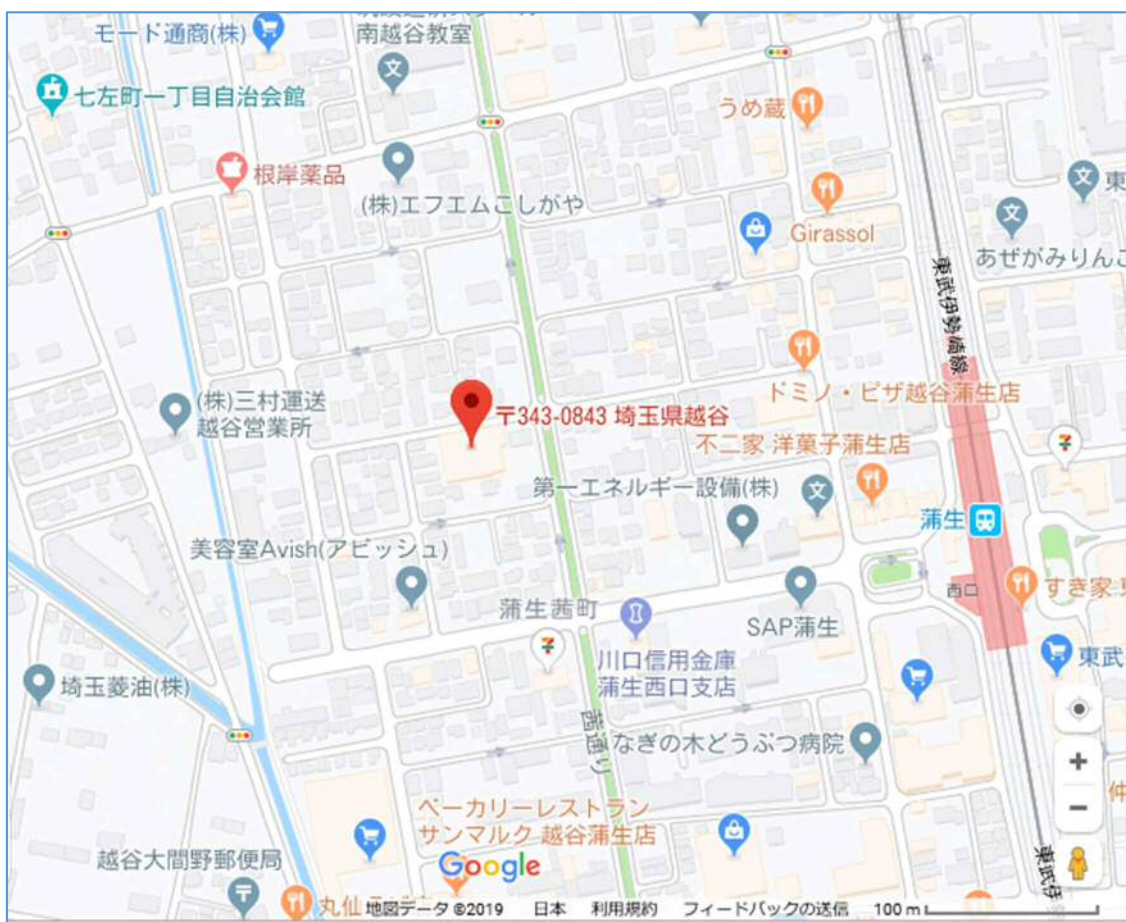 モード通商(株)
南越谷教室
七左町一丁目自治会館
うめ蔵
根岸薬品
(株)エフエムこしがや
Girassol
東
あぜがみりんこ
東武伊勢崎線
ドミノ・ピザ越谷蒲生店
(株)三村運送
越谷営業所
〒343-0843 埼玉県越谷
不二家 洋菓子蒲生店
第一エネルギー設備(株)
蒲生
美容室Avish(アビッシュ)
西口
すき家
蒲生茜町
SAP蒲生
川口信用金庫
蒲生西口支店
東武
埼玉菱油(株)
茜通り
なぎの木どうぶつ病院
仲
ベーカリーレストラン
サンマルク 越谷蒲生店
越谷大間野郵便局
Google
東武伊
丸仙
地図データ ©2019 日本 利用規約 フィードバックの送信 100 m